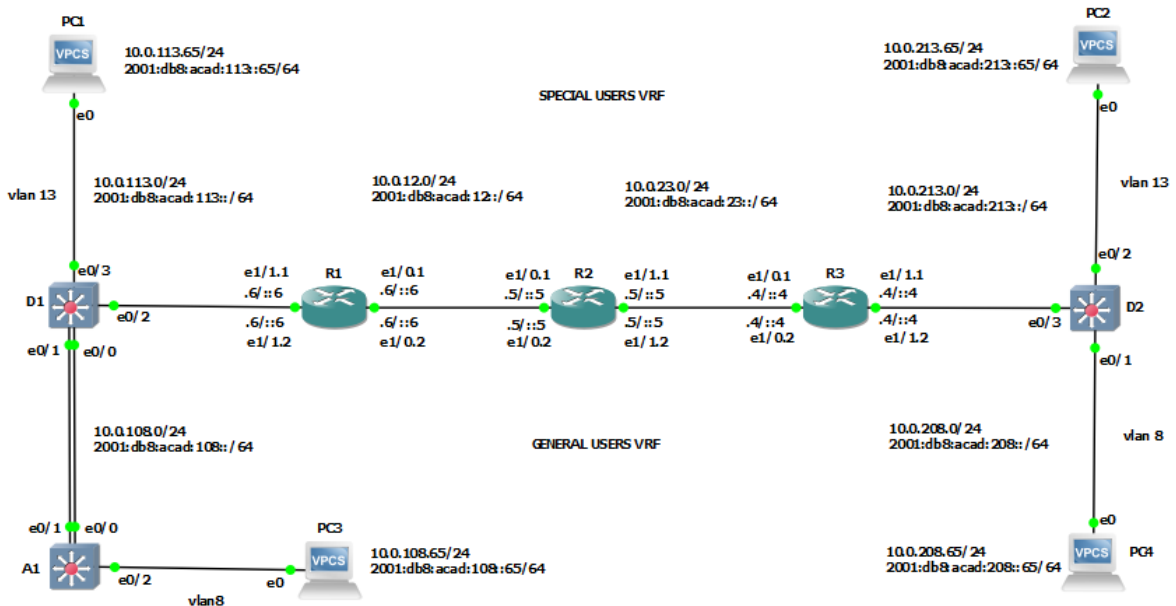 PC1
VPCS
10.0.113.65/24
2001:db8:acad:113::65/64
e0
PC2
10.0.213.65/24
2001:db8:acad:213::65/64
VPCS
e0
SPECIAL USERS VRF
vlan 13
10.0.113.0/24
2001:db8:acad:113::/64
10.0.12.0/24
2001:db8:acad:12::/64
10.0.23.0/24
2001:db8:acad:23::/64
10.0.213.0/24
2001:db8:acad:213::/64
vlan 13
e0/3
D1
e0/2
e0/1
e0/0
e1/1.1
.6/::6
R1
e1/0.1
.6/::6
.6/::6
e1/1.2
.6/::6
e1/0.2
e1/0.1
.5/::5
R2
e1/1.1
.5/::5
.5/::5
e1/0.2
.5/::5
e1/1.2
e1/0.1
.4/::4
R3
e1/1.1
.4/::4
.4/::4
e1/0.2
.4/::4
e1/1.2
e0/2
e0/3
D2
e0/1
10.0.108.0/24
2001:db8:acad:108::/64
GENERAL USERS VRF
10.0.208.0/24
2001:db8:acad:208::/64
vlan 8
e0/1
e0/0
A1
e0/2
vlan8
PC3
e0
VPCS
10.0.108.65/24
2001:db8:acad:108::65/64
10.0.208.65/24
2001:db8:acad:208::65/64
e0
VPCS
PC4